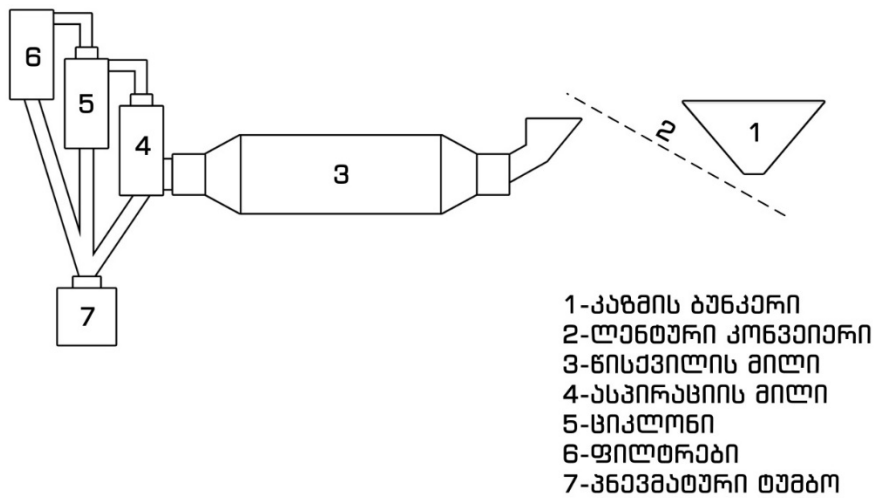 6
5
4
3
2
1
7
1-კაზმის ბუნკერი
2-ლენტური კონვეიერი
3-წისქვილის მილი
4-ასპირაციის მილი
5-ციკლონი
6-ფილტრები
7-პნევმატური ტუმბო